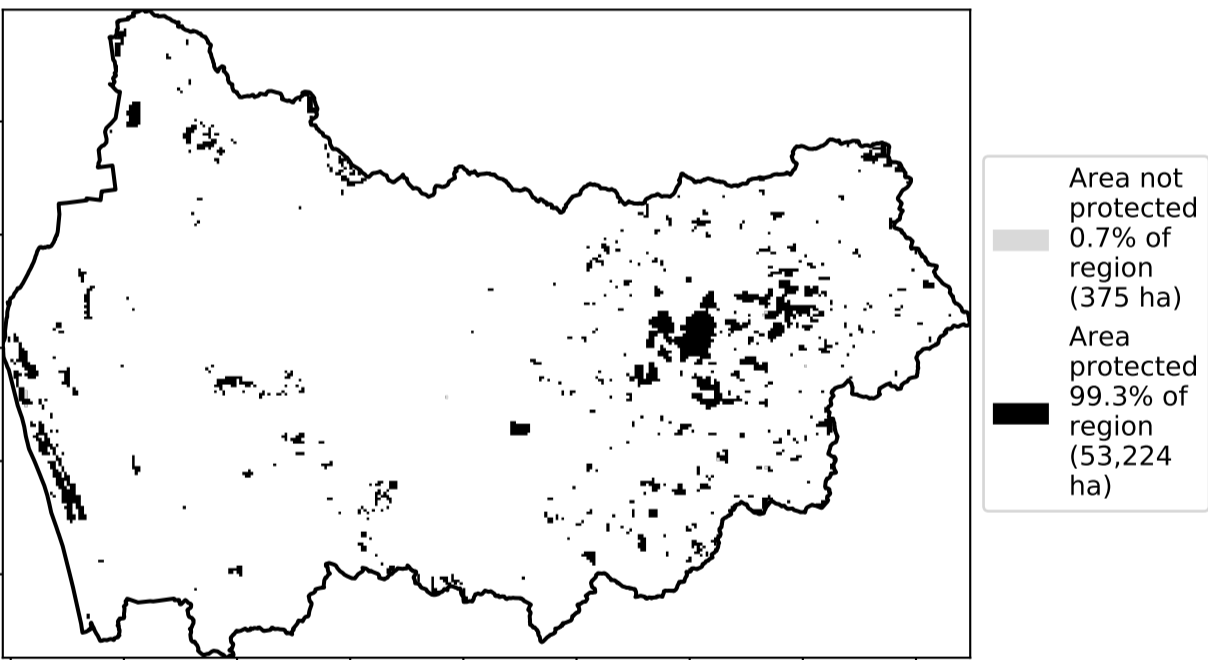 Area not
protected
0.7% of
region
(375 ha)
Area
protected
99.3% of
region
(53,224
ha)